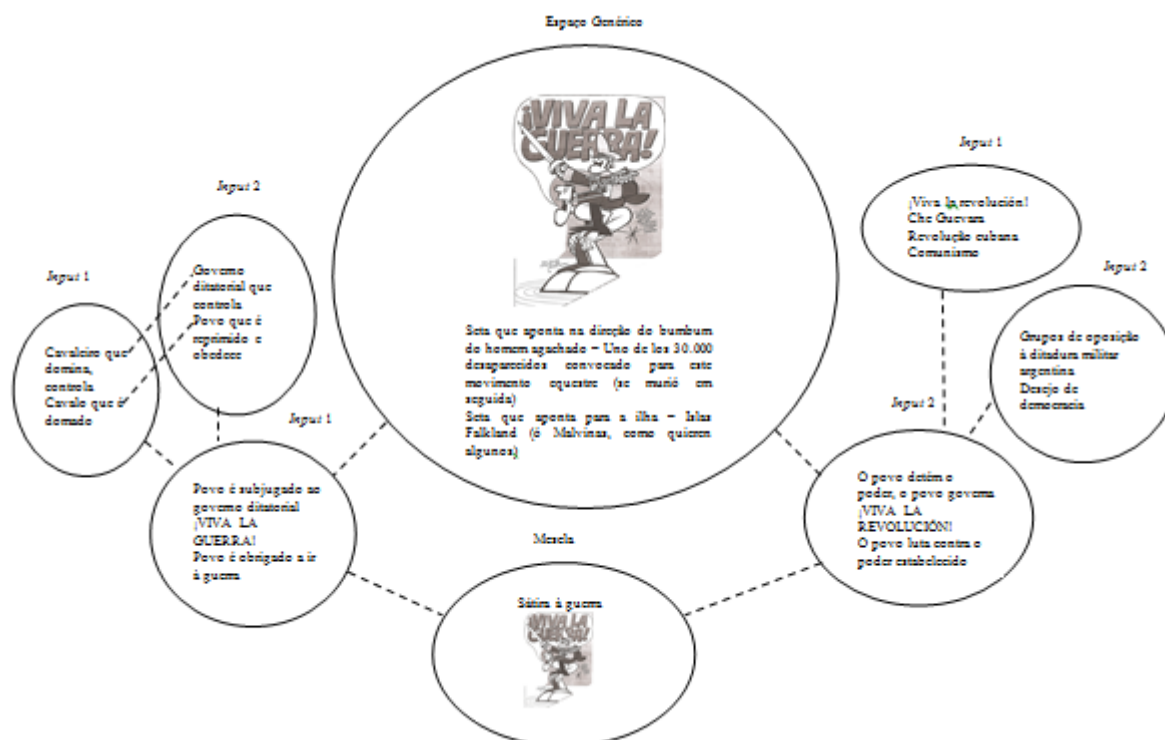 Espaço Genérico
¡VIVA LA
GUERRA!
Seta que aponta na direção do bumbum
do homem agachado – Uno de los 30.000
desaparecidos convocado para este
movimento equestre (se murió em
seguida)
Seta que aponta para a ilha – Islas
Falkland (ó Malvinas, como quieren
algunos)
Input 2
Governo
ditatorial que
controla
Povo que é
reprimido e
obedece
Input 1
Cavaleiro que
domina,
controla
Cavalo que é
domado
Input 1
Povo é subjugado ao
governo ditatorial
¡VIVA LA
GUERRA!
Povo é obrigado a ir
à guerra
Input 1
¡Viva la revolución!
Che Guevara
Revolução cubana
Comunismo
Input 2
Grupos de oposição
à ditadura militar
argentina
Desejo de
democracia
Input 2
O povo detém o
poder, o povo governa
¡VIVA LA
REVOLUCIÓN!
O povo luta contra o
poder estabelecido
Mescla
Sátira à guerra
¡VIVA LA
GUERRA!